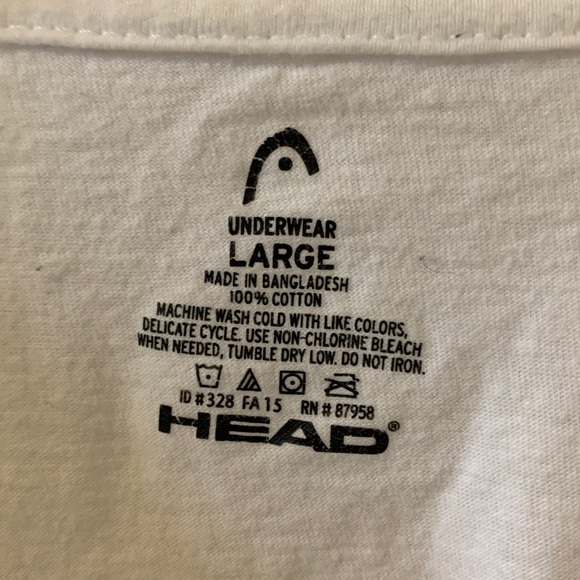 UNDERWEAR
LARGE
MADE IN BANGLADESH
100% COTTON
MACHINE WASH COLD WITH LIKE COLORS,
DELICATE CYCLE. USE NON-CHLORINE BLEACH
WHEN NEEDED, TUMBLE DRY LOW. DO NOT IRON.
ID #328 FA15 RN # 87958
HEAD®